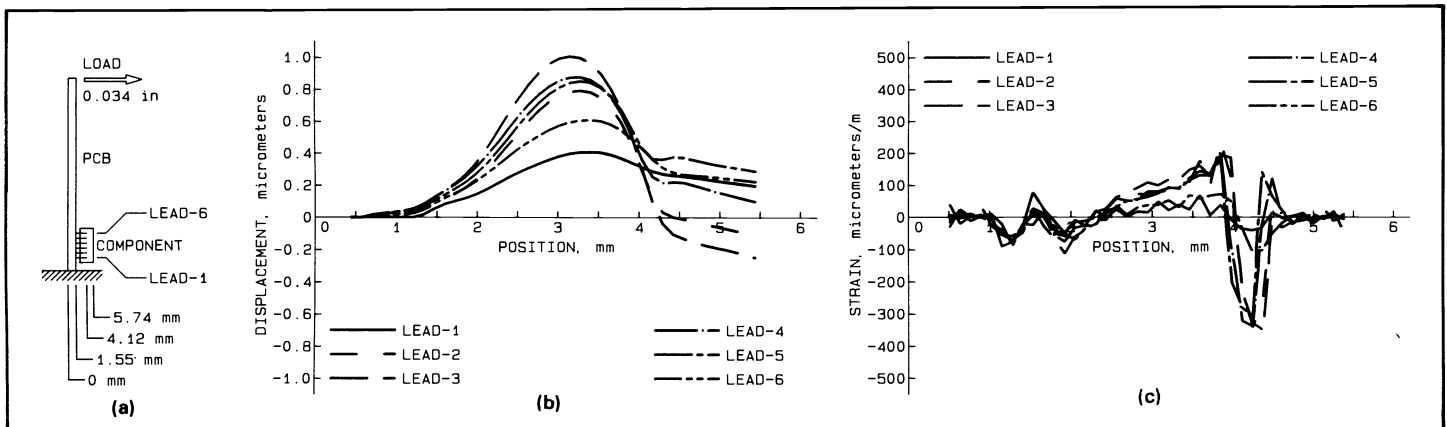 LOAD
0.034 in
PCB
LEAD-6
COMPONENT
LEAD-1
5.74 mm
4.12 mm
1.55 mm
0 mm
(a)
DISPLACEMENT, micrometers
1.0
0.8
0.6
0.4
0.2
0
-0.2
-0.4
-0.6
-0.8
-1.0
1 2 3 4 5 6
POSITION, mm
LEAD-1
LEAD-2
LEAD-3
LEAD-4
LEAD-5
LEAD-6
(b)
STRAIN, micrometers/m
500
400
300
200
100
0
-100
-200
-300
-400
-500
1 3 4 5 6
POSITION, mm
LEAD-1
LEAD-2
LEAD-3
LEAD-4
LEAD-5
LEAD-6
(c)